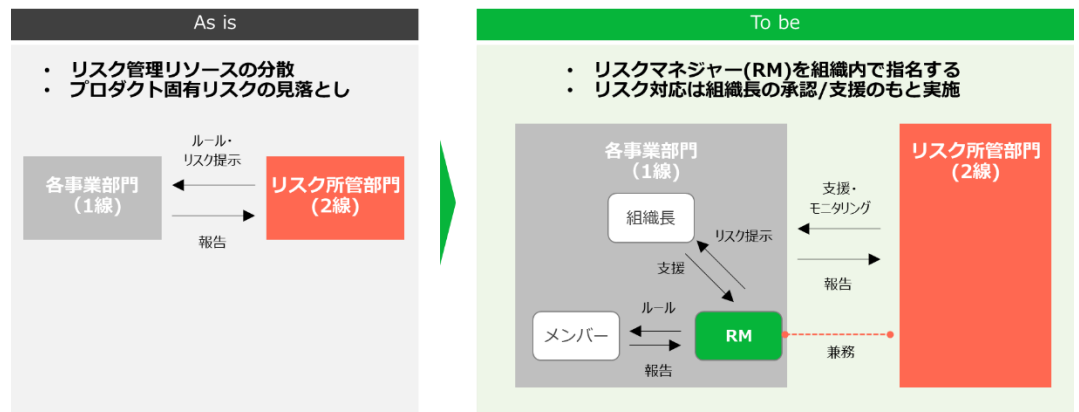 As is
・ リスク管理リソースの分散
・ プロダクト固有リスクの見落とし
ルール・
リスク提示
各事業部門
（1線）
リスク所管部門
(2線)
報告
To be
・ リスクマネジャー(RM)を組織内で指名する
・ リスク対応は組織長の承認/支援のもと実施
各事業部門
（1線）
リスク所管部門
(2線)
組織長
支援・
モニタリング
リスク提示
支援
報告
ルール
メンバー
RM
報告
兼務